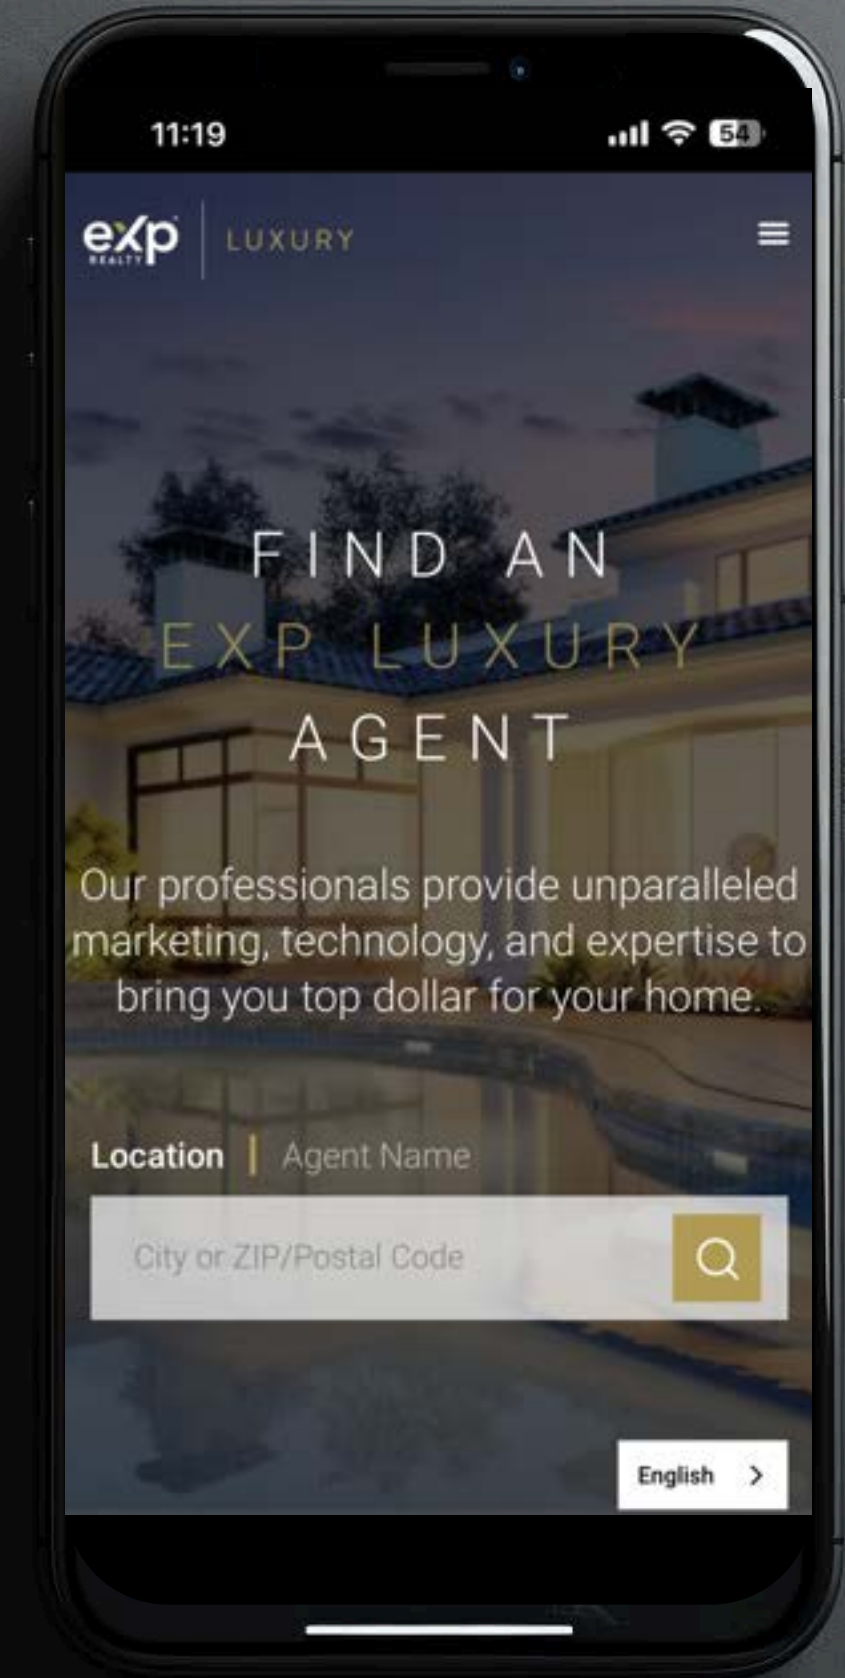 11:19
54
exp
REALTY
LUXURY
FIND AN
EXP LUXURY
AGENT
Our professionals provide unparalleled
marketing, technology, and expertise to
bring you top dollar for your home.
Location | Agent Name
City or ZIP/Postal Code
English